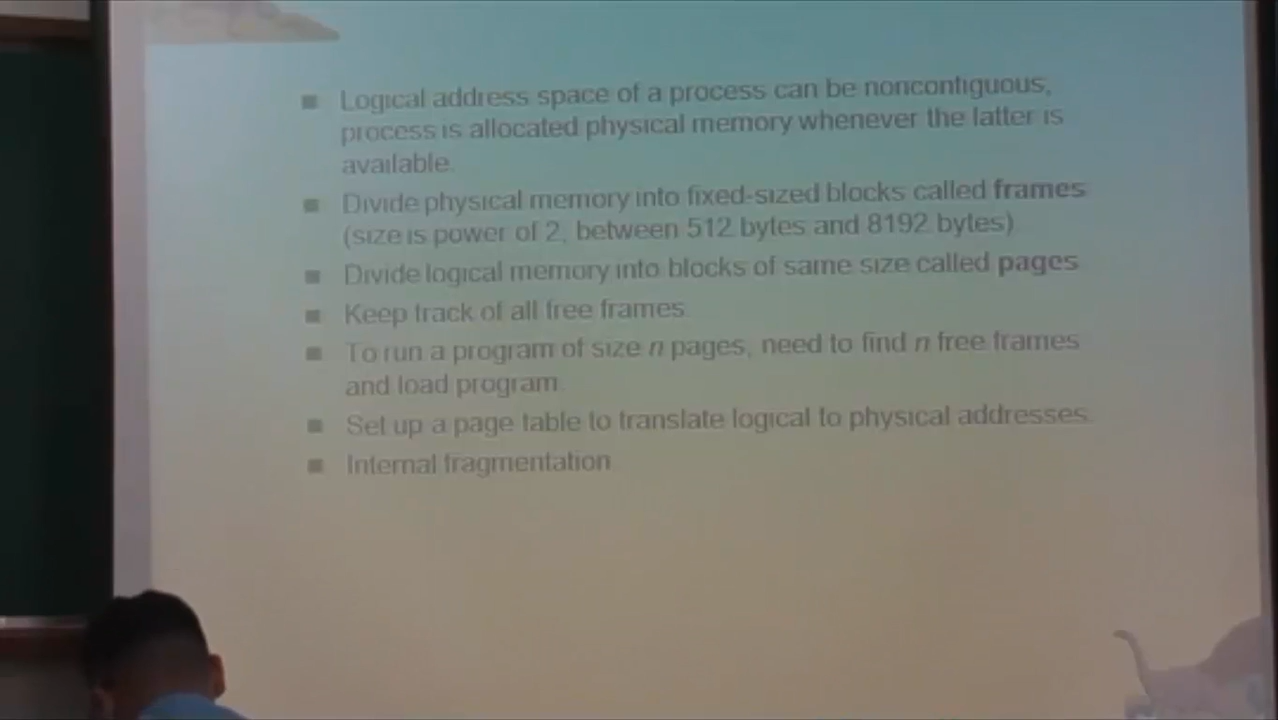 Logical address space of a process can be noncontiguous;
process is allocated physical memory whenever the latter is
available.
Divide physical memory into fixed-sized blocks called frames
(size is power of 2, between 512 bytes and 8192 bytes)
Divide logical memory into blocks of same size called pages
Keep track of all free frames.
To run a program of size n pages, need to find n free frames
and load program.
Set up a page table to translate logical to physical addresses.
Internal fragmentation